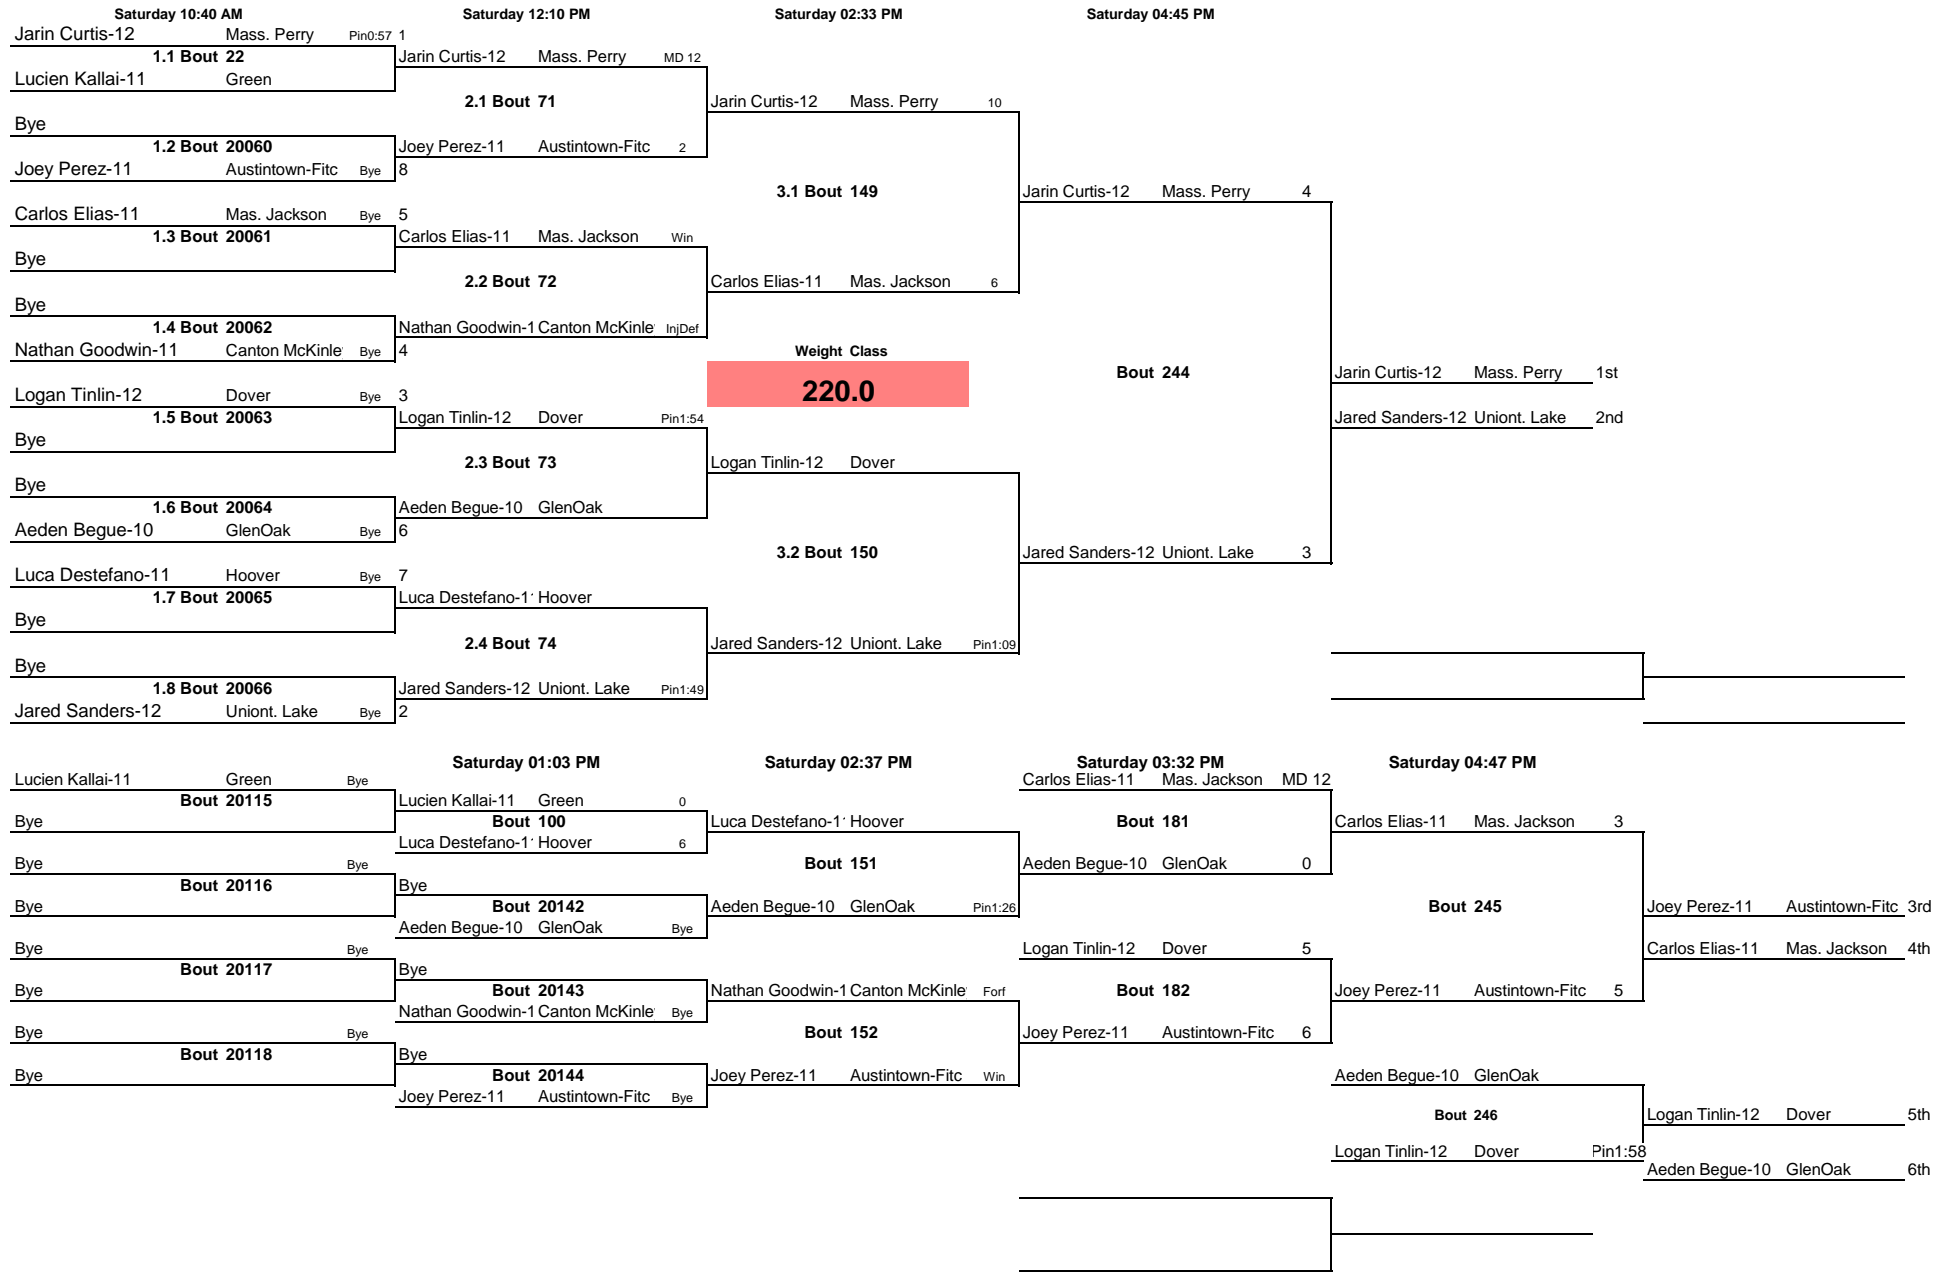 Saturday 10:40 AM Saturday 12:10 PM Saturday 02:33 PM Saturday 04:45 PM
Jarin Curtis-12 Mass. Perry Pin0:57 1
1.1 Bout 22 Jarin Curtis-12 Mass. Perry MD 12
Lucien Kallai-11 Green
2.1 Bout 71 Jarin Curtis-12 Mass. Perry 10
Bye
1.2 Bout 20060 Joey Perez-11 Austintown-Fitc 2
Joey Perez-11 Austintown-Fitc Bye 8
3.1 Bout 149 Jarin Curtis-12 Mass. Perry 4
Carlos Elias-11 Mas. Jackson Bye 5
1.3 Bout 20061 Carlos Elias-11 Mas. Jackson Win
Bye
2.2 Bout 72 Carlos Elias-11 Mas. Jackson 6
Bye
1.4 Bout 20062 Nathan Goodwin-1 Canton McKinle InjDef
Nathan Goodwin-11 Canton McKinle Bye 4 Weight Class
Bout 244 Jarin Curtis-12 Mass. Perry 1st
Logan Tinlin-12 Dover Bye 3 220.0
1.5 Bout 20063 Logan Tinlin-12 Dover Pin1:54 Jared Sanders-12 Uniont. Lake 2nd
Bye
2.3 Bout 73 Logan Tinlin-12 Dover
Bye
1.6 Bout 20064 Aeden Begue-10 GlenOak
Aeden Begue-10 GlenOak Bye 6
3.2 Bout 150 Jared Sanders-12 Uniont. Lake 3
Luca Destefano-11 Hoover Bye 7
1.7 Bout 20065 Luca Destefano-1 Hoover
Bye
2.4 Bout 74 Jared Sanders-12 Uniont. Lake Pin1:09
Bye
1.8 Bout 20066 Jared Sanders-12 Uniont. Lake Pin1:49
Jared Sanders-12 Uniont. Lake Bye 2
Saturday 01:03 PM Saturday 02:37 PM Saturday 03:32 PM Saturday 04:47 PM
Lucien Kallai-11 Green Bye Carlos Elias-11 Mas. Jackson MD 12
Bout 20115 Lucien Kallai-11 Green 0
Bye Bout 100 Luca Destefano-1 Hoover Bout 181 Carlos Elias-11 Mas. Jackson 3
Luca Destefano-1 Hoover 6
Bye Bye Bout 151 Aeden Begue-10 GlenOak 0
Bout 20116 Bye
Bye Bout 20142 Aeden Begue-10 GlenOak Pin1:26 Bout 245 Joey Perez-11 Austintown-Fitc 3rd
Aeden Begue-10 GlenOak Bye
Bye Bye Logan Tinlin-12 Dover 5 Carlos Elias-11 Mas. Jackson 4th
Bout 20117 Bye
Bye Bout 20143 Nathan Goodwin-1 Canton McKinle Forf Bout 182 Joey Perez-11 Austintown-Fitc 5
Nathan Goodwin-1 Canton McKinle Bye
Bye Bye Bout 152 Joey Perez-11 Austintown-Fitc 6
Bout 20118 Bye
Bye Bout 20144 Joey Perez-11 Austintown-Fitc Win Aeden Begue-10 GlenOak
Joey Perez-11 Austintown-Fitc Bye
Bout 246 Logan Tinlin-12 Dover 5th
Logan Tinlin-12 Dover Pin1:58
Aeden Begue-10 GlenOak 6th